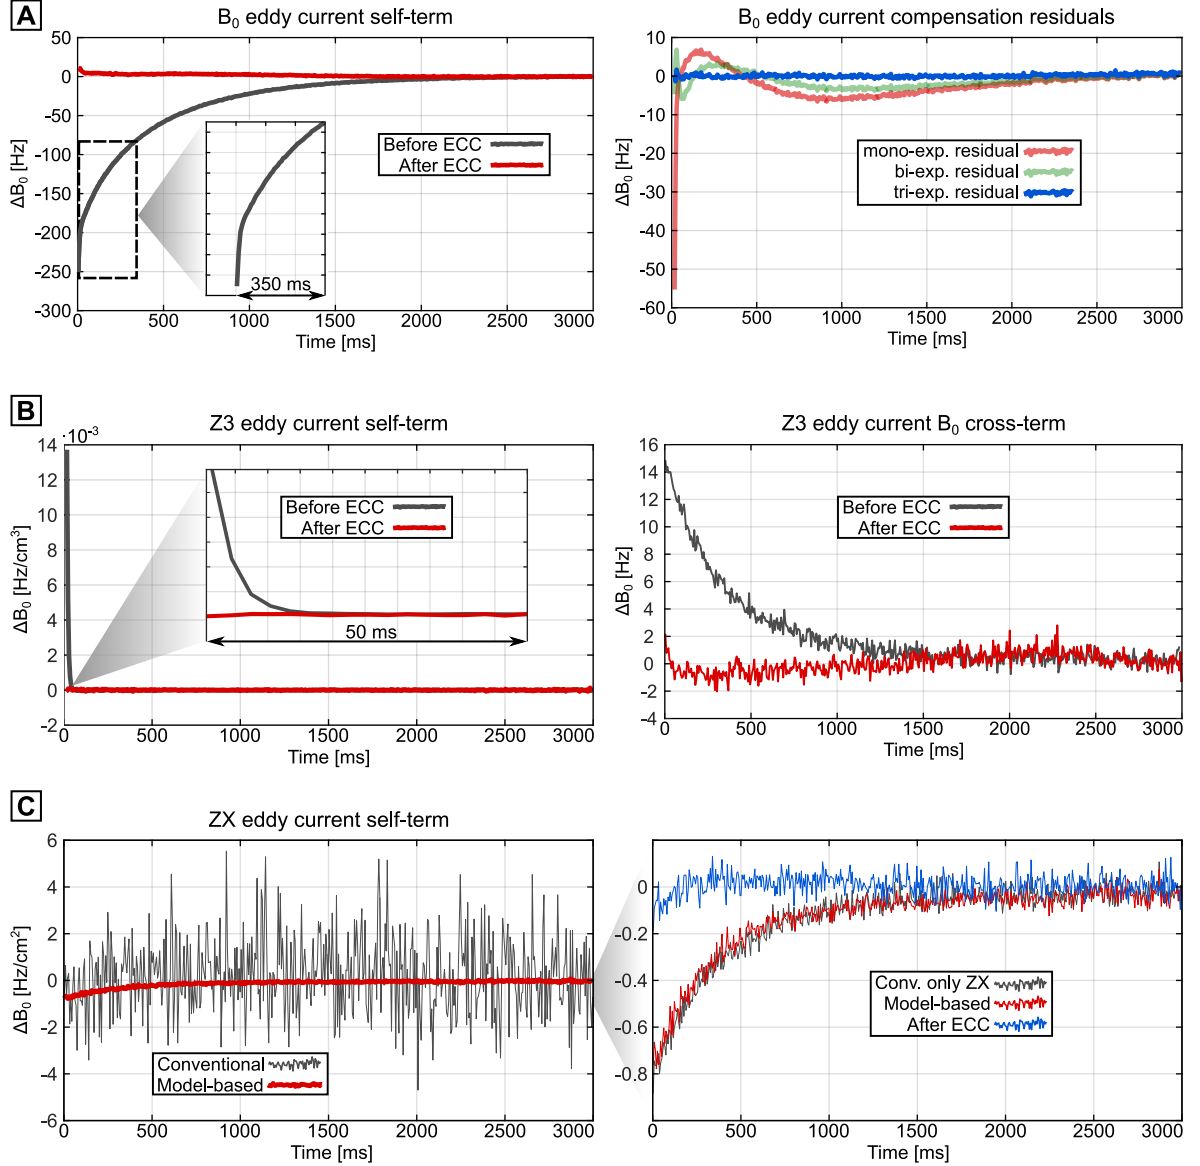 A
B₀ eddy current self-term
50
0
-50
-100
-150
-200
-250
-300
ΔB₀ [Hz]
Before ECC
After ECC
350 ms
0
500
1000
1500
2000
2500
3000
Time [ms]
B₀ eddy current compensation residuals
10
0
-10
-20
-30
-40
-50
-60
ΔB₀ [Hz]
mono-exp. residual
bi-exp. residual
tri-exp. residual
0
500
1000
1500
2000
2500
3000
Time [ms]
B
Z3 eddy current self-term
·10⁻³
14
12
10
8
6
4
2
0
-2
ΔB₀ [Hz/cm³]
Before ECC
After ECC
50 ms
0
500
1000
1500
2000
2500
3000
Time [ms]
Z3 eddy current B₀ cross-term
16
14
12
10
8
6
4
2
0
-2
-4
ΔB₀ [Hz]
Before ECC
After ECC
0
500
1000
1500
2000
2500
3000
Time [ms]
C
ZX eddy current self-term
6
4
2
0
-2
-4
-6
ΔB₀ [Hz/cm²]
Conventional
Model-based
0
500
1000
1500
2000
2500
3000
Time [ms]
0
-0.2
-0.4
-0.6
-0.8
Conv. only ZX
Model-based
After ECC
0
500
1000
1500
2000
2500
3000
Time [ms]